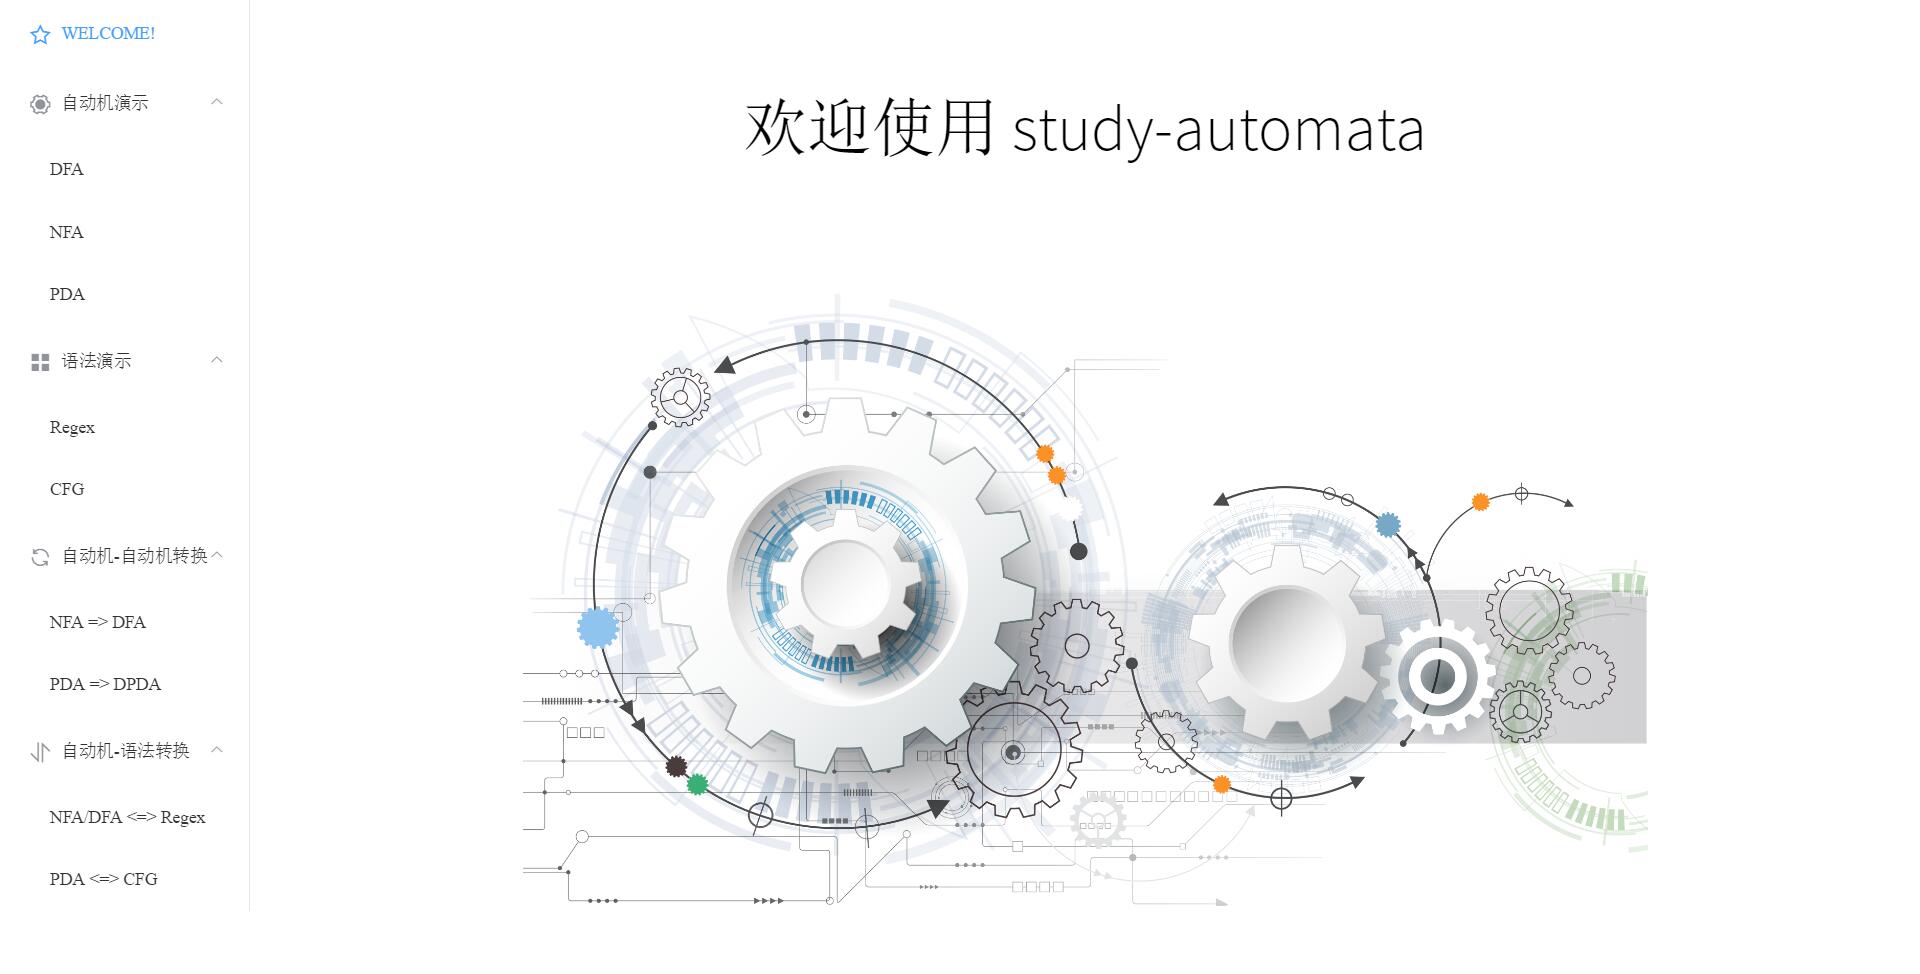 WELCOME!
自动机演示
DFA
NFA
PDA
语法演示
Regex
CFG
自动机-自动机转换
NFA => DFA
PDA => DPDA
自动机-语法转换
NFA/DFA <=> Regex
PDA <=> CFG
欢迎使用 study-automata